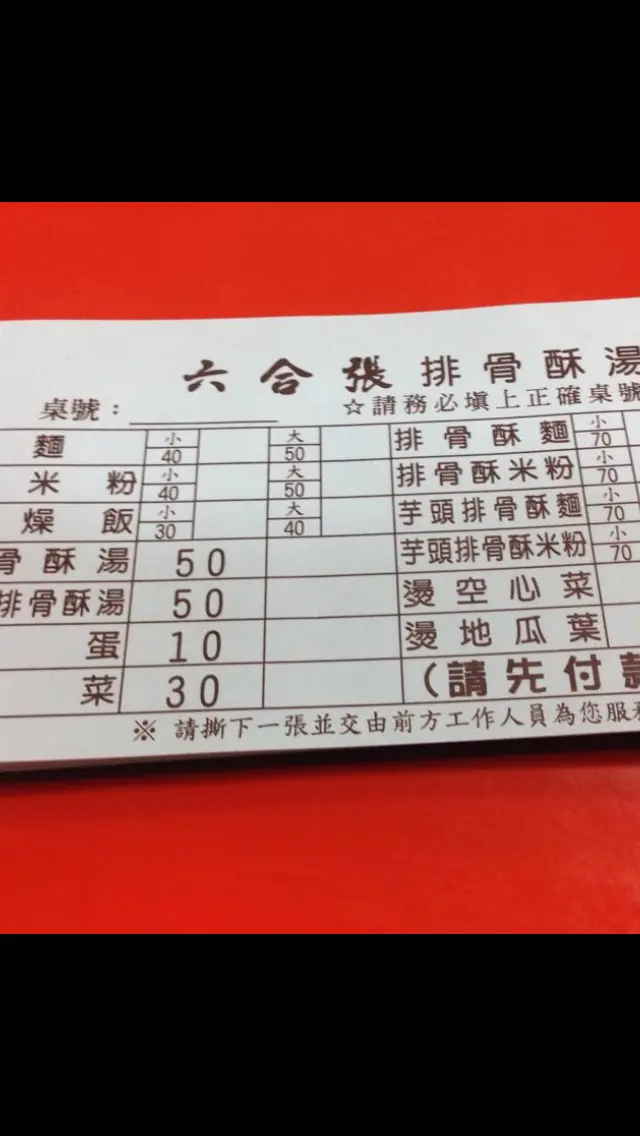 六合張排骨酥湯
桌號：
☆請務必填上正確桌號
麵 小 40 大 50 排骨酥麵 小 70
米粉 小 40 大 50 排骨酥米粉 小 70
燥飯 小 30 大 40 芋頭排骨酥麵 小 70
骨酥湯 50 芋頭排骨酥米粉 小 70
排骨酥湯 50 燙空心菜
蛋 10 燙地瓜葉
菜 30 (請先付款
※ 請撕下一張並交由前方工作人員為您服務